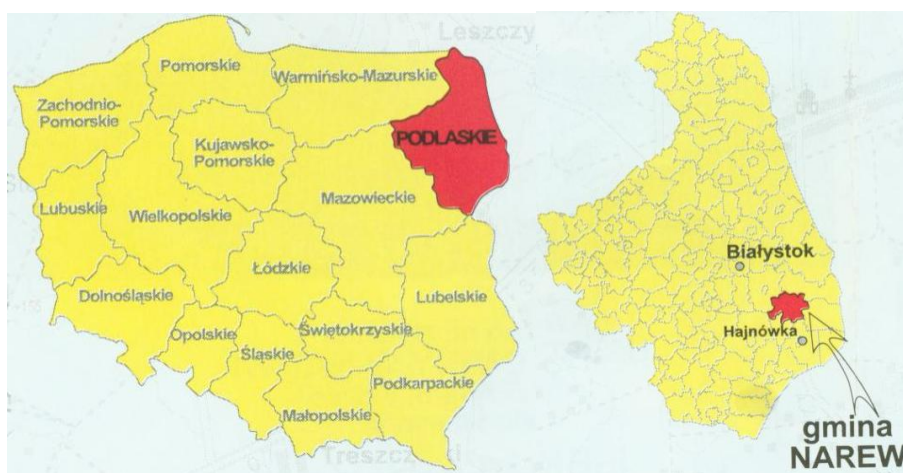 Leszczy
Pomorskie
Warmińsko-Mazurskie
Zachodnio-
Pomorskie
Kujawsko-
Pomorskie
PODLASKIE
Lubuskie
Wielkopolskie
Mazowieckie
Łódzkie
Dolnośląskie
Lubelskie
Opolskie
Świętokrzyskie
Śląskie
Podkarpackie
Małopolskie
Białystok
Hajnówka
gmina
NAREW